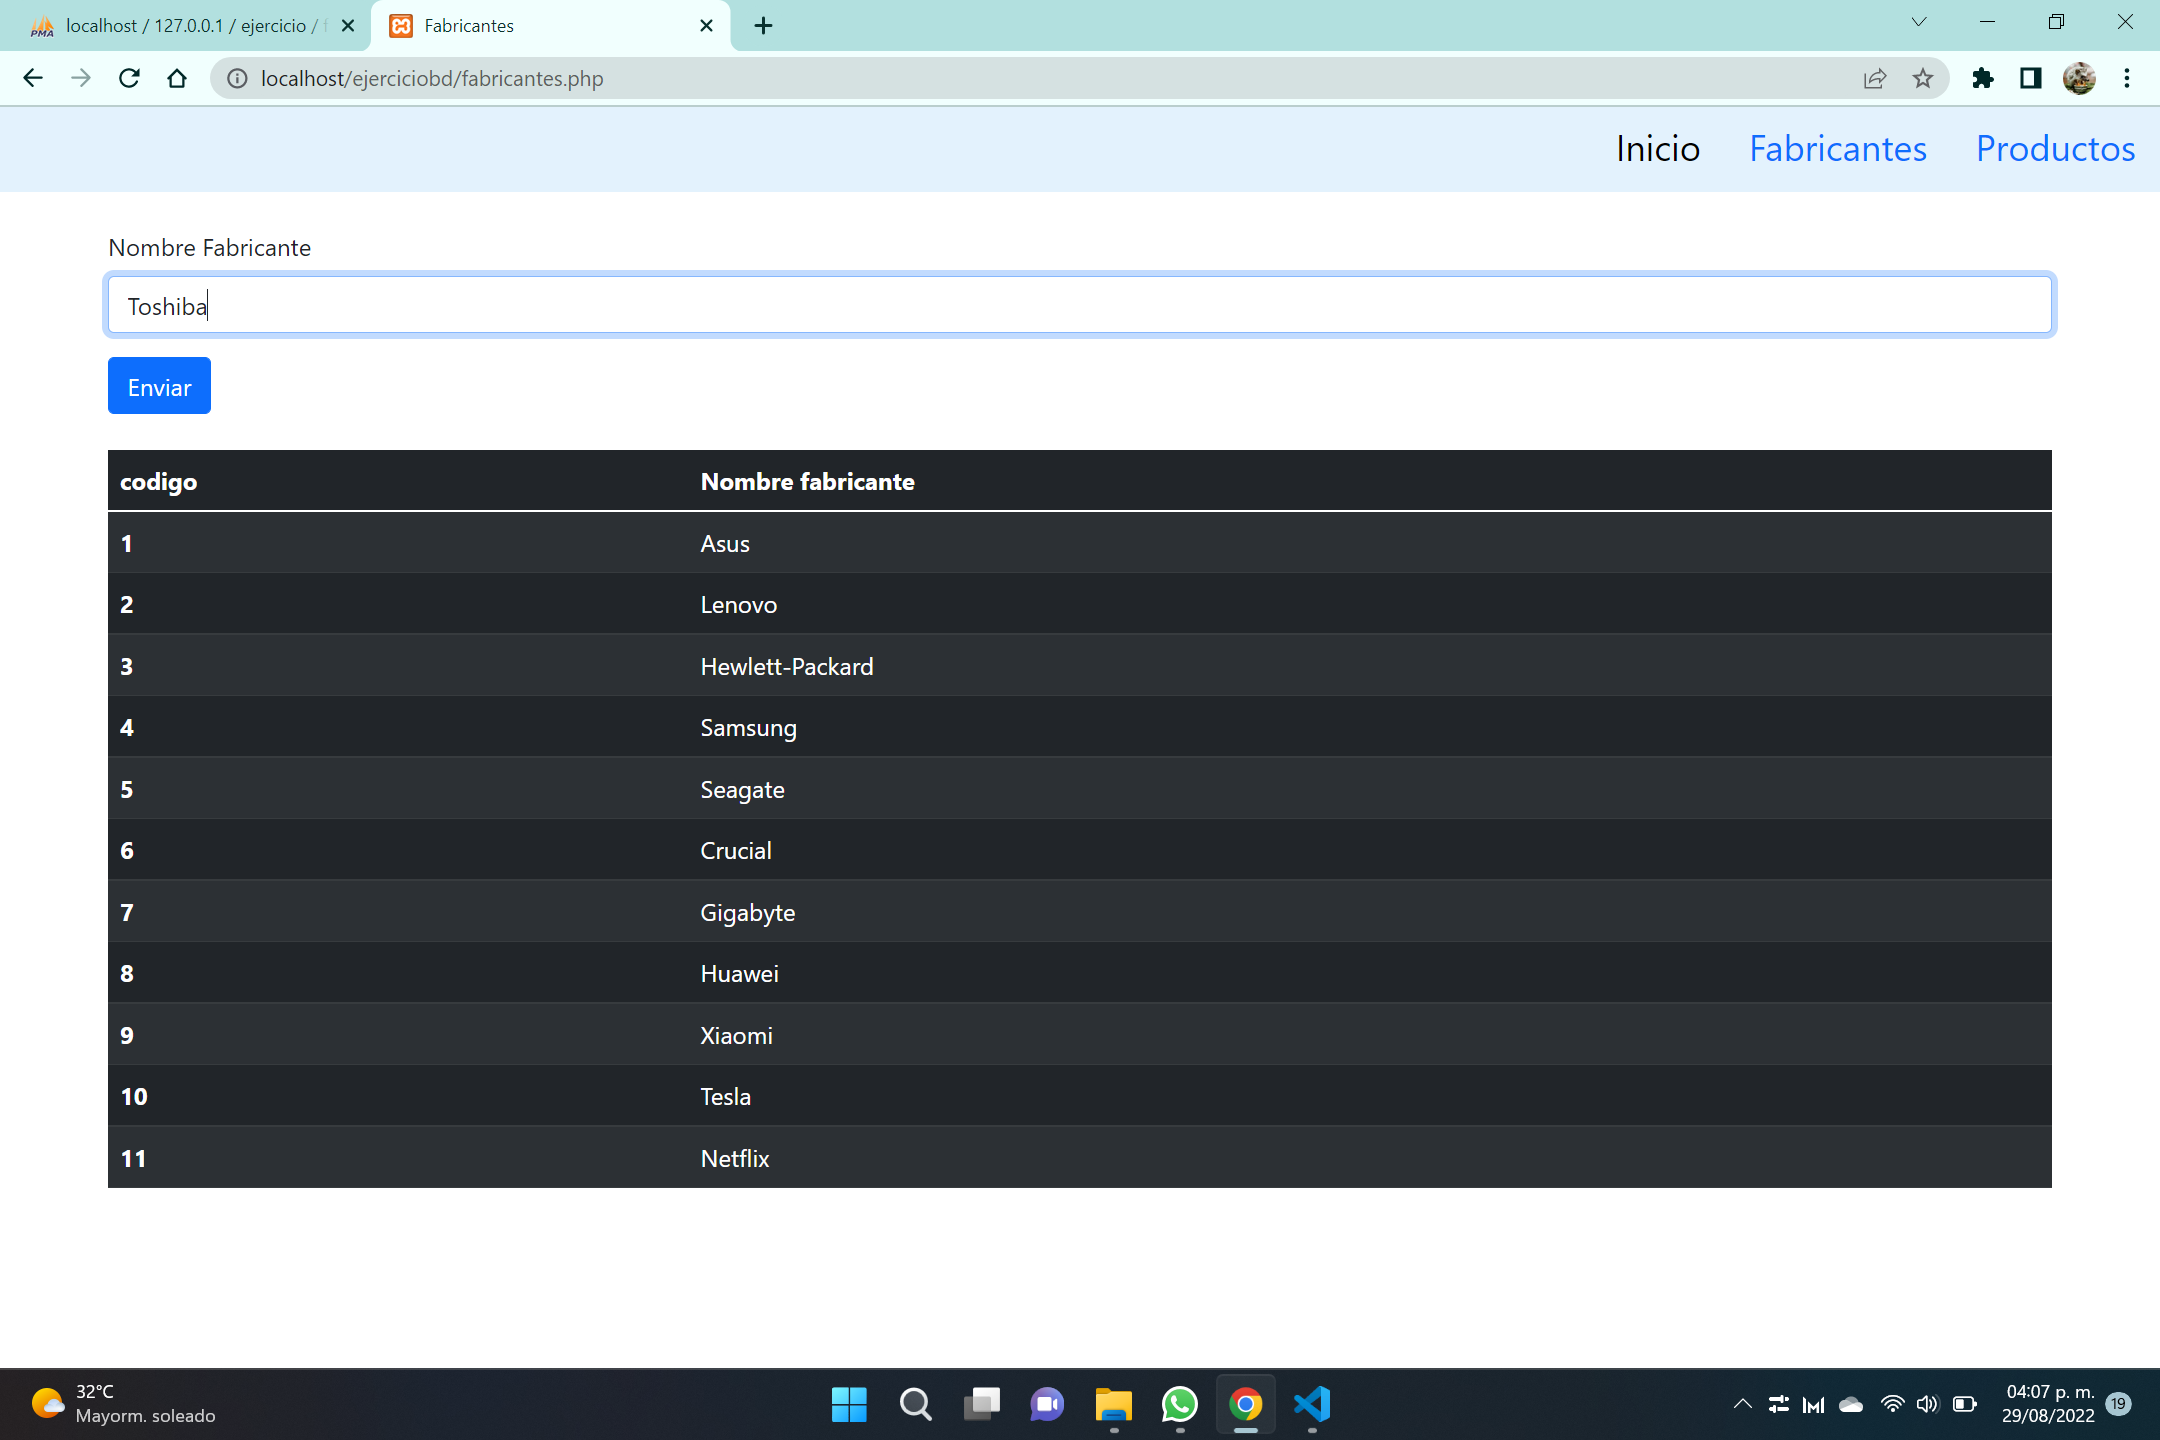 PMA localhost / 127.0.0.1 / ejercicio /
Fabricantes
localhost/ejerciciobd/fabricantes.php
Inicio Fabricantes Productos
Nombre Fabricante
Toshiba
Enviar
codigo Nombre fabricante
1 Asus
2 Lenovo
3 Hewlett-Packard
4 Samsung
5 Seagate
6 Crucial
7 Gigabyte
8 Huawei
9 Xiaomi
10 Tesla
11 Netflix
32°C
Mayorm. soleado
04:07 p. m.
29/08/2022
19